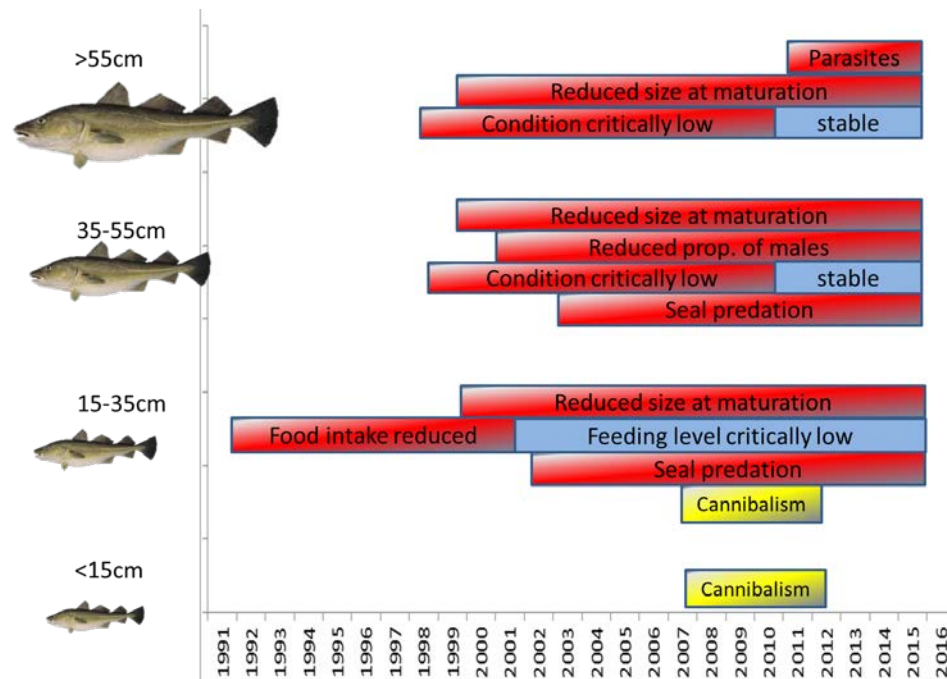 >55cm
Parasites
Reduced size at maturation
Condition critically low
stable
35-55cm
Reduced size at maturation
Reduced prop. of males
Condition critically low
stable
Seal predation
15-35cm
Reduced size at maturation
Food intake reduced
Feeding level critically low
Seal predation
Cannibalism
<15cm
Cannibalism
1991
1992
1993
1994
1995
1996
1997
1998
1999
2000
2001
2002
2003
2004
2005
2006
2007
2008
2009
2010
2011
2012
2013
2014
2015
2016